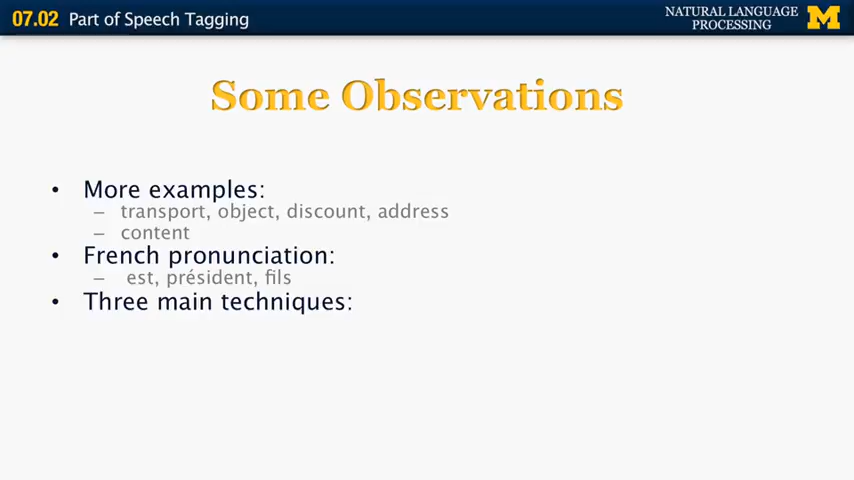 07.02 Part of Speech Tagging
NATURAL LANGUAGE
PROCESSING
M
Some Observations
• More examples:
– transport, object, discount, address
– content
• French pronunciation:
– est, président, fils
• Three main techniques: